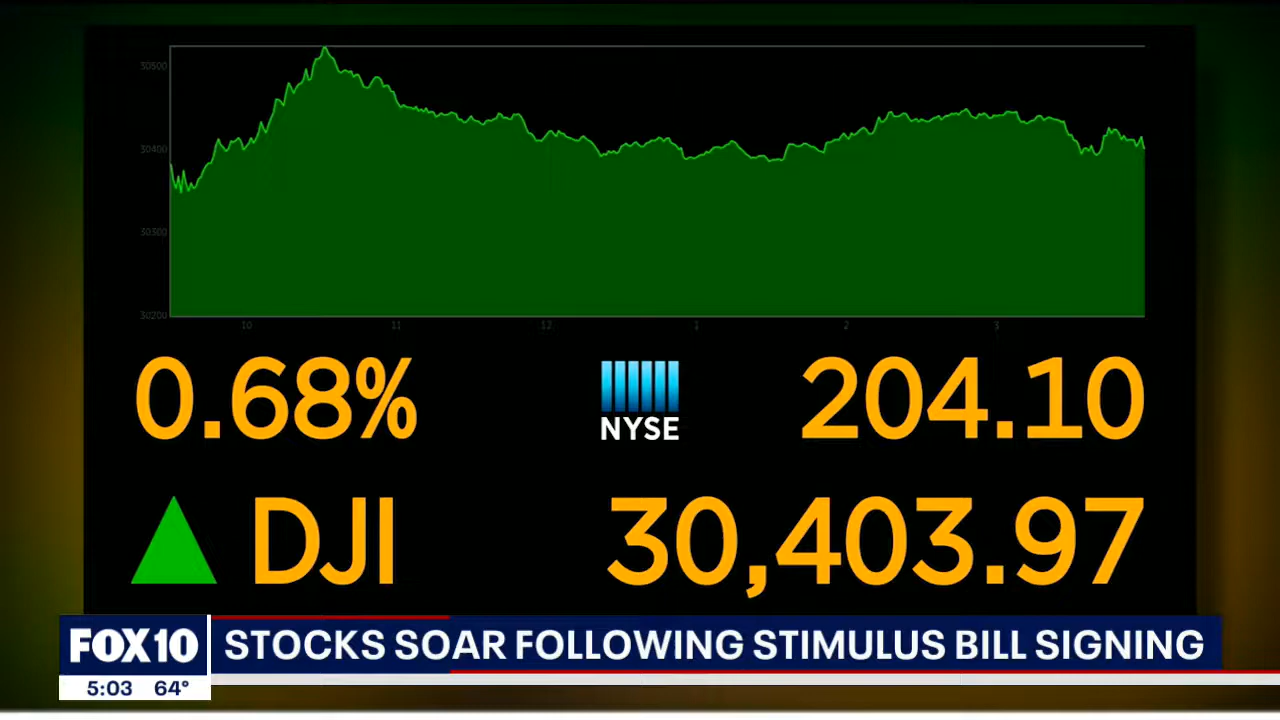 30500
30400
30300
30200
10 11 12 1 2 3
0.68% NYSE 204.10
DJI 30,403.97
FOX10 STOCKS SOAR FOLLOWING STIMULUS BILL SIGNING
5:03 64°